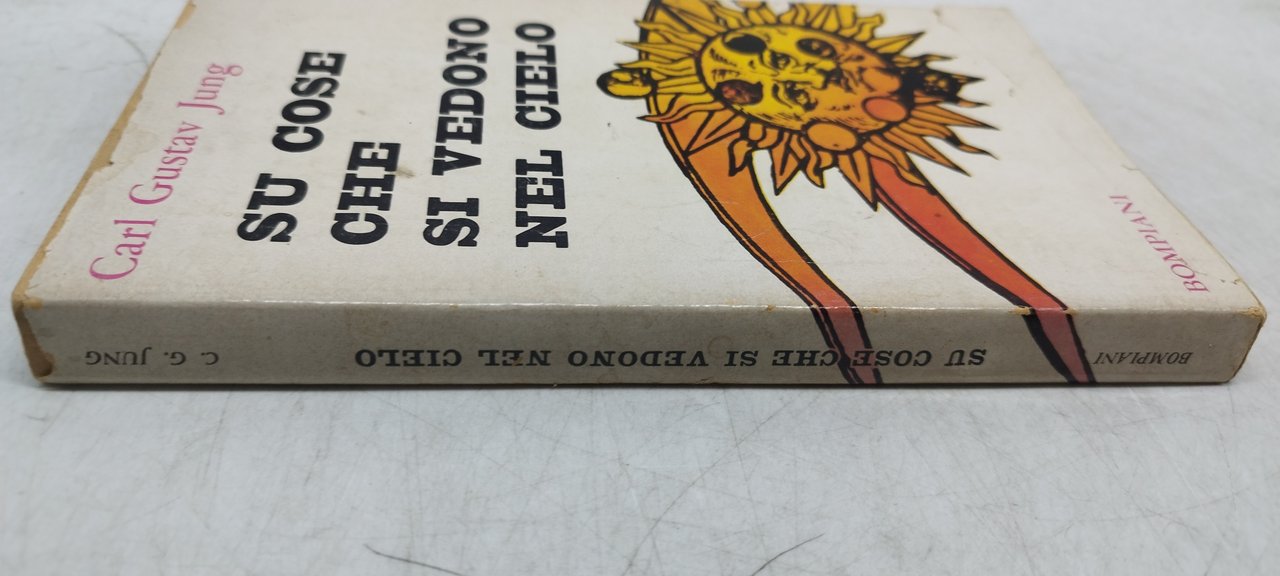 Carl Gustav Jung
SU COSE
CHE
SI VEDONO
NEL CIELO
BOMPIANI
C. G. JUNG
SU COSE CHE SI VEDONO NEL CIELO
BOMPIANI